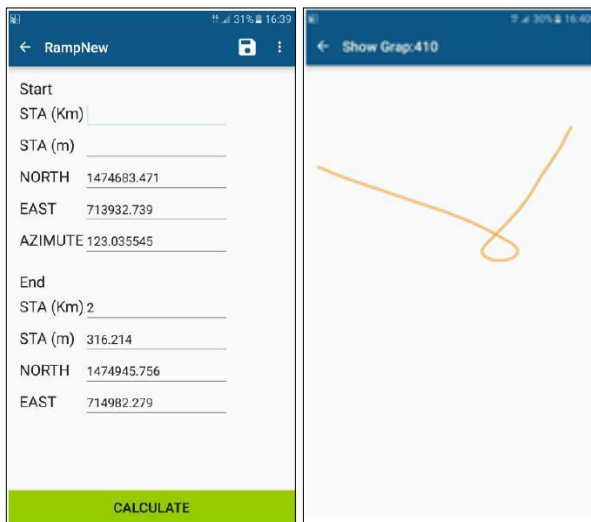 31% 16:39
RampNew
Start
STA (Km)
STA (m)
NORTH 1474683.471
EAST 713932.739
AZIMUTE 123.035545
End
STA (Km) 2
STA (m) 316.214
NORTH 1474945.756
EAST 714982.279
CALCULATE
30% 16:40
Show Grap:410